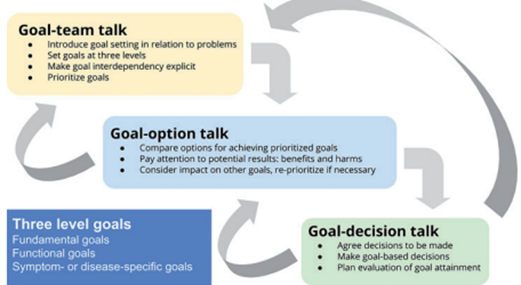 Goal-team talk
• Introduce goal setting in relation to problems
• Set goals at three levels
• Make goal interdependency explicit
• Prioritize goals
Goal-option talk
• Compare options for achieving prioritized goals
• Pay attention to potential results: benefits and harms
• Consider impact on other goals, re-prioritize if necessary
Three level goals
Fundamental goals
Functional goals
Symptom- or disease-specific goals
Goal-decision talk
• Agree decisions to be made
• Make goal-based decisions
• Plan evaluation of goal attainment